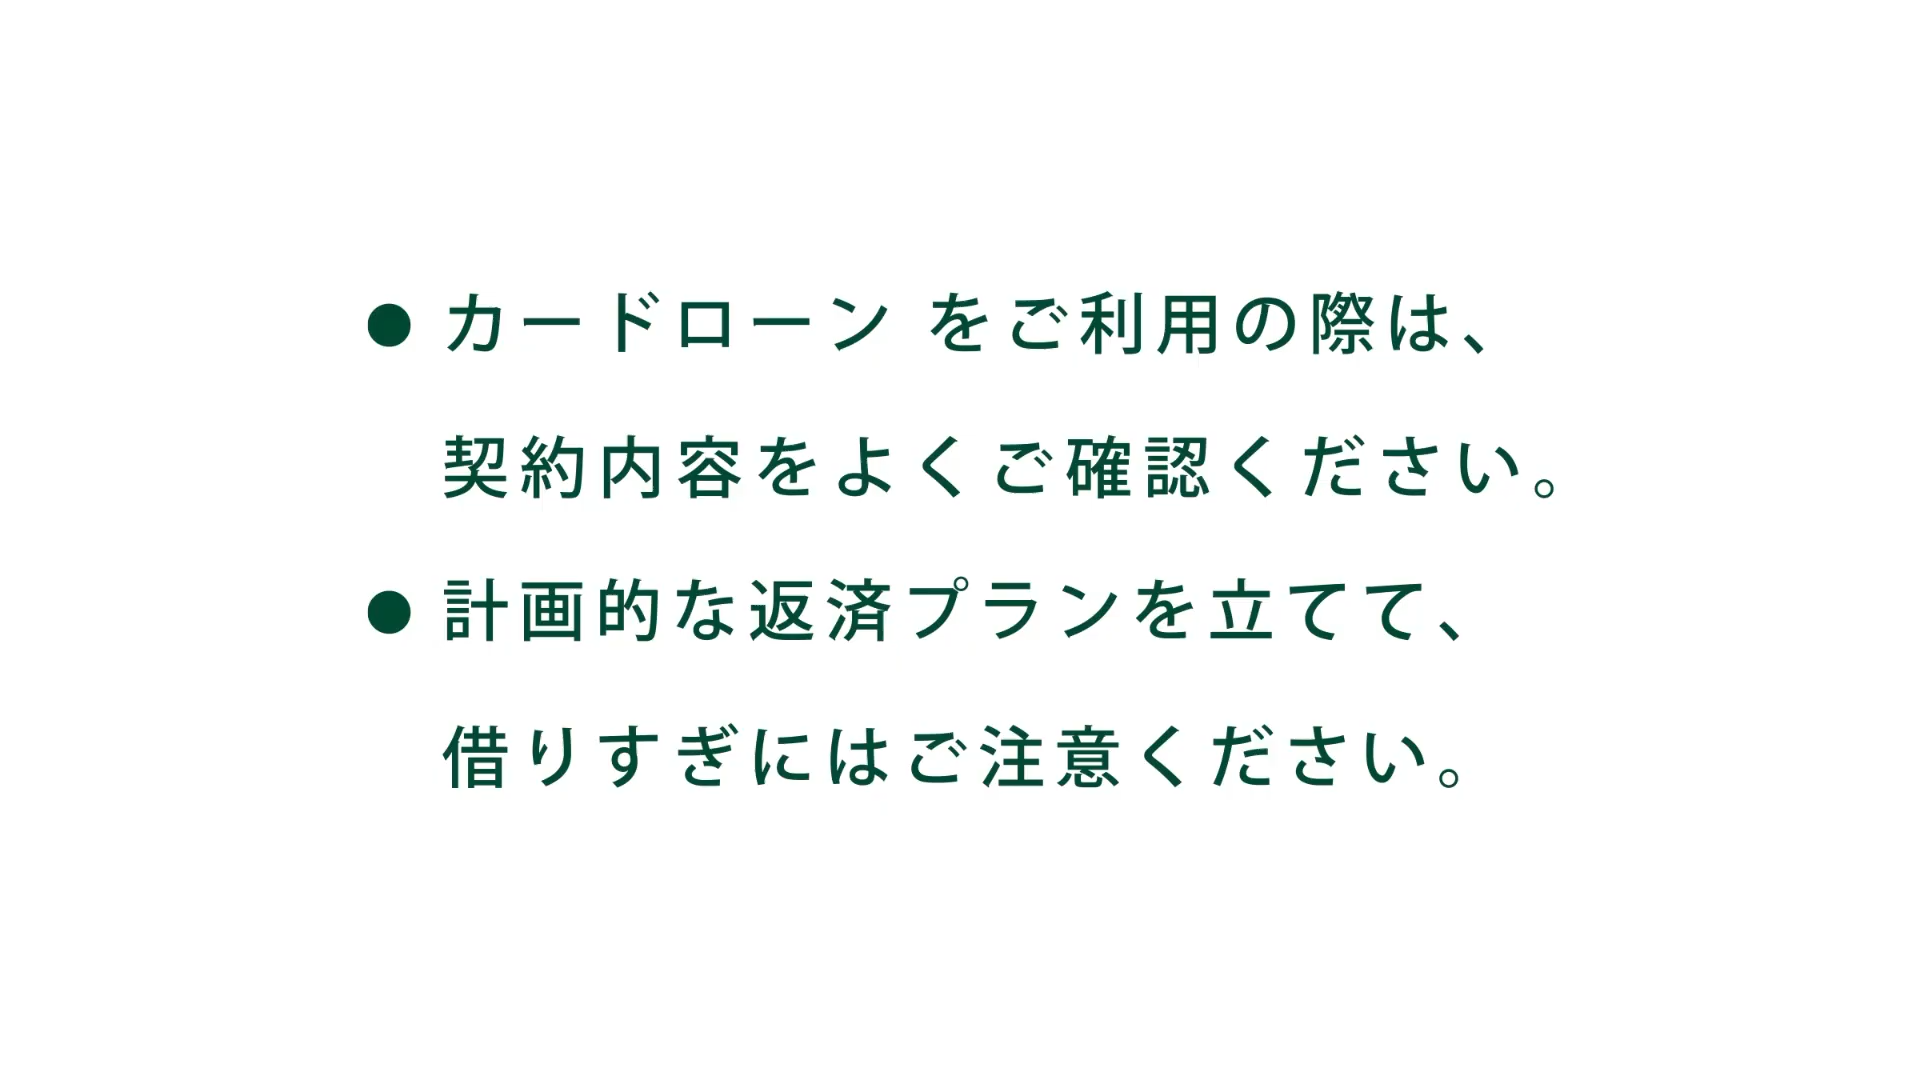 ● カードローン をご利用の際は、
契約内容をよくご確認ください。
● 計画的な返済プランを立てて、
借りすぎにはご注意ください。